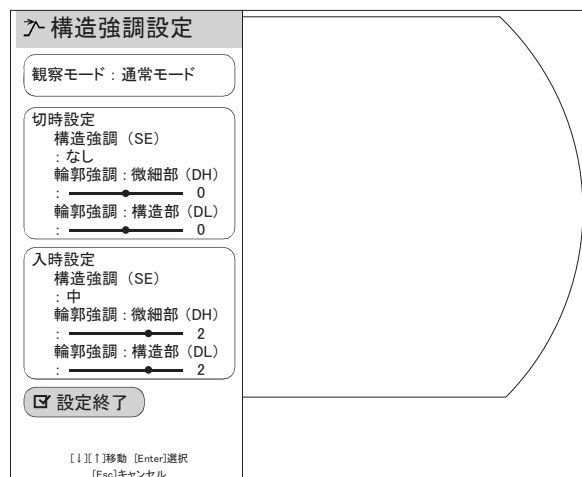 構造強調設定
観察モード：通常モード
切時設定
構造強調（SE）
：なし
輪郭強調：微細部（DH）
： 0
輪郭強調：構造部（DL）
： 0
入時設定
構造強調（SE）
：中
輪郭強調：微細部（DH）
： 2
輪郭強調：構造部（DL）
： 2
設定終了
[↓][↑]移動 [Enter]選択
[Esc]キャンセル